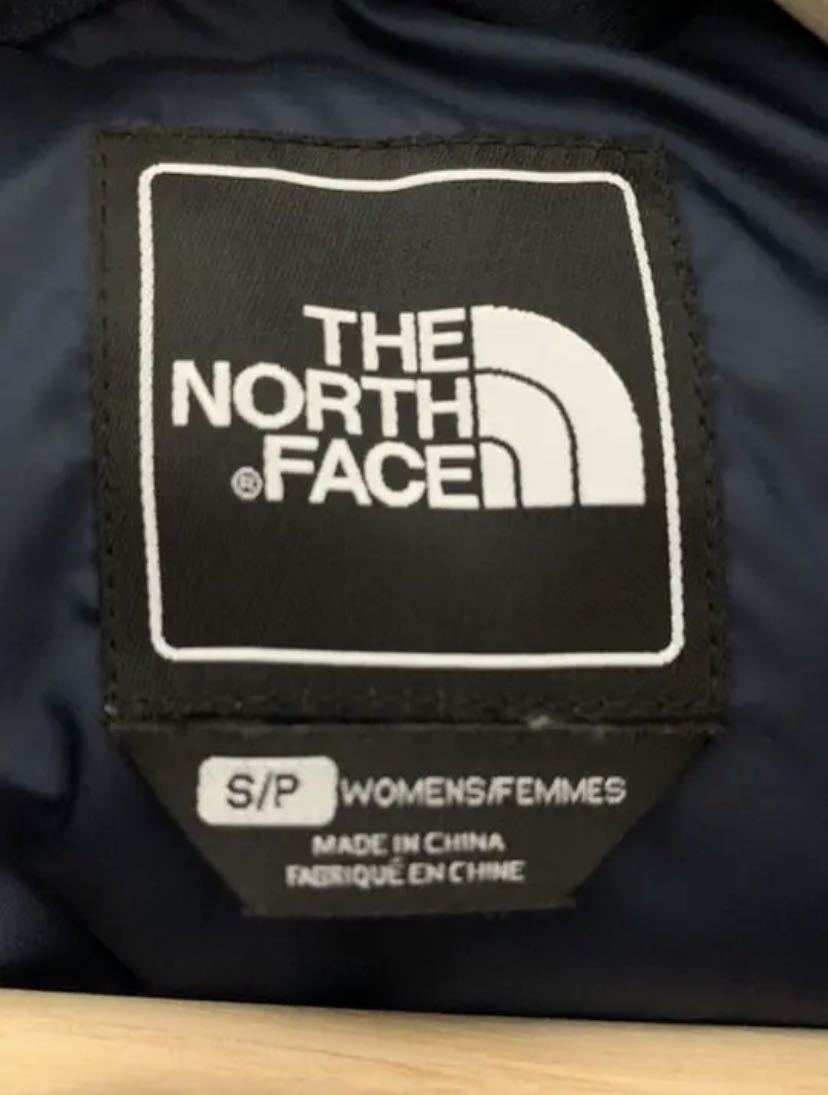 THE
NORTH
®FACE
S/P WOMENS/FEMMES
MADE IN CHINA
FABRIQUÉ EN CHINE